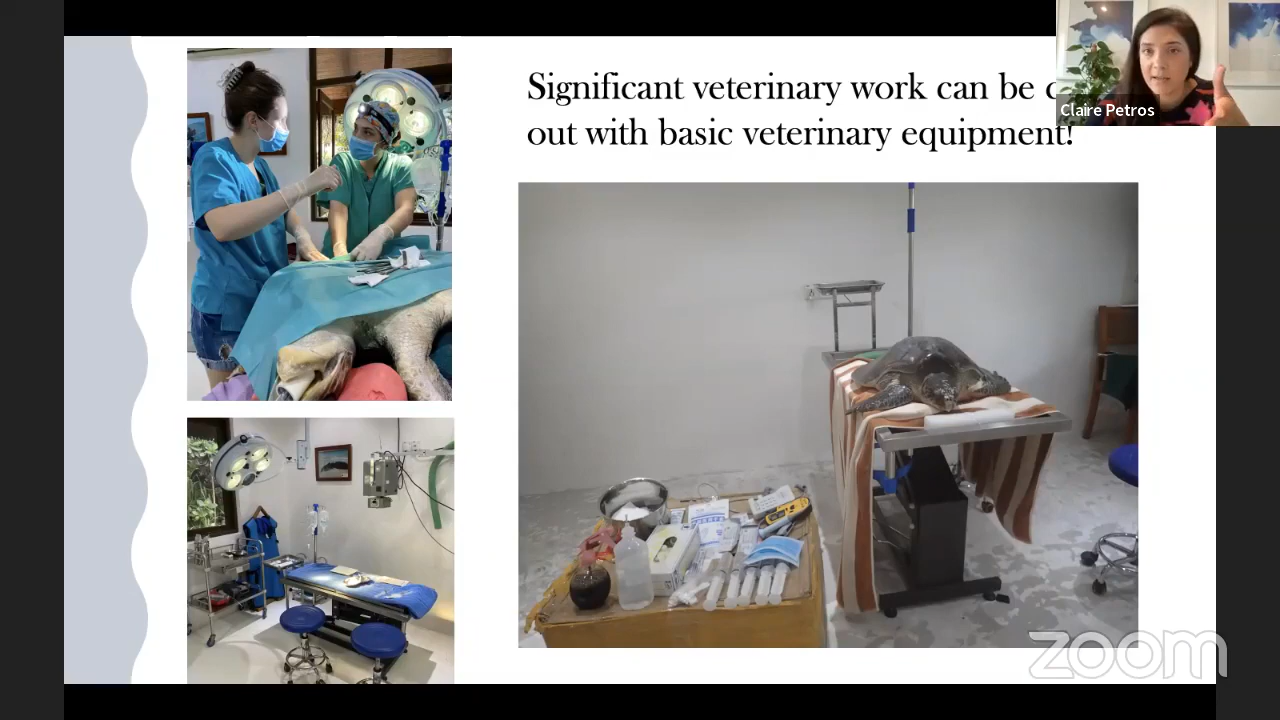 Significant veterinary work can be
out with basic veterinary equipment!
Claire Petros
zoom